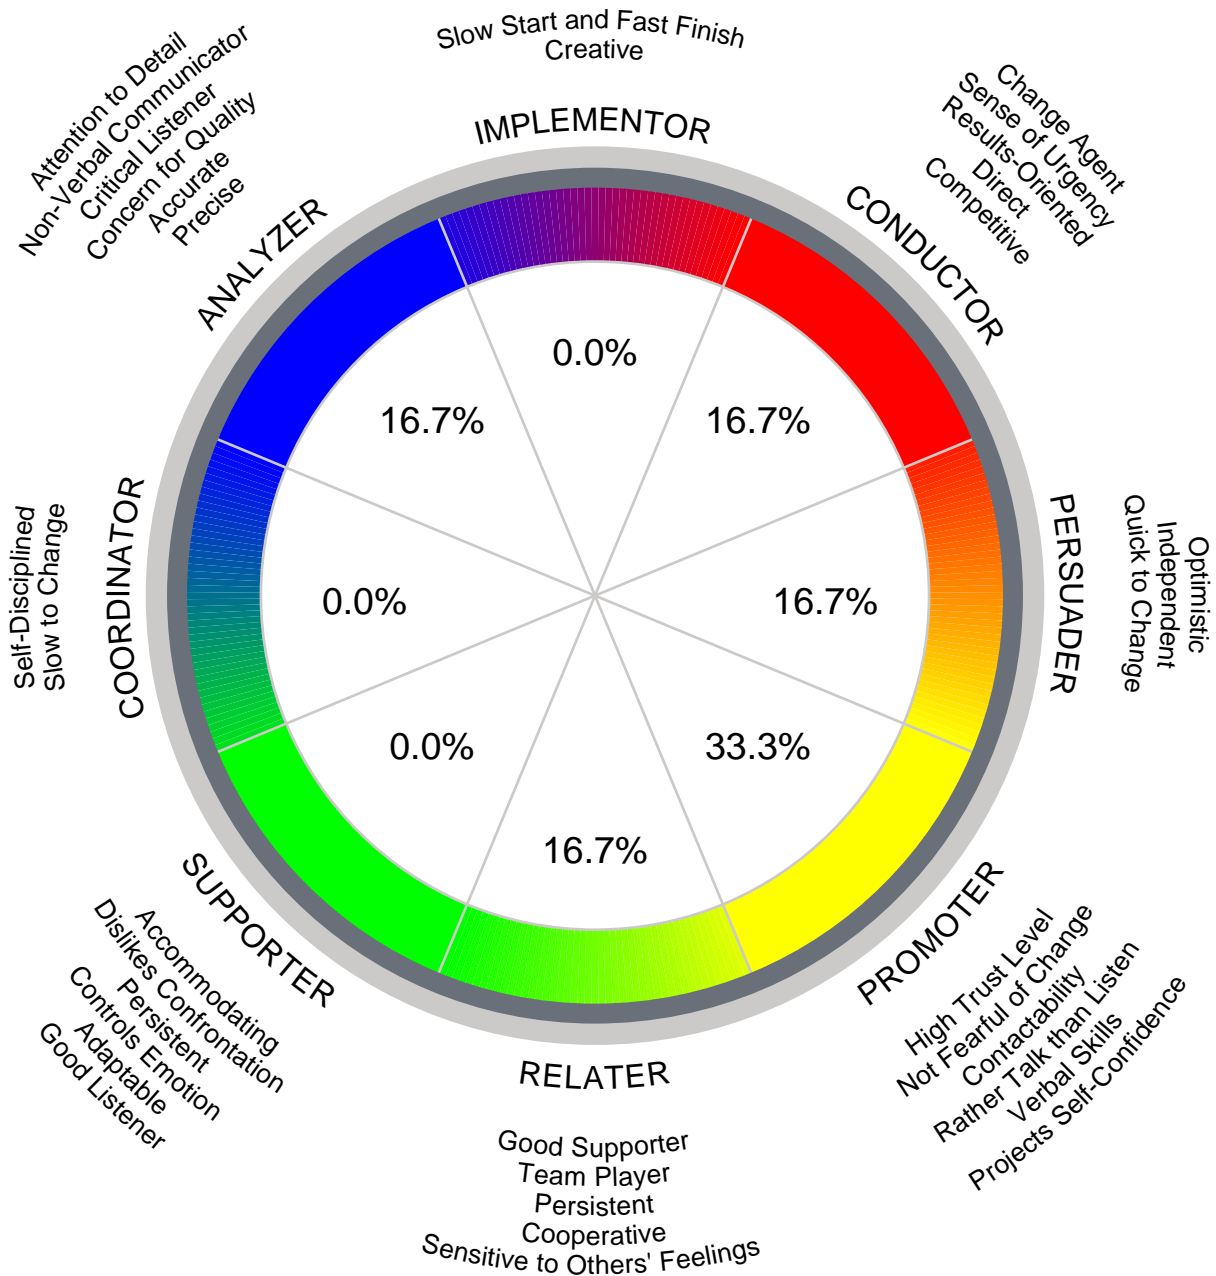 Slow Start and Fast Finish
Creative
IMPLEMENTOR
0.0%
Change Agent
Sense of Urgency
Results-Oriented
Direct
Competitive
CONDUCTOR
16.7%
Optimistic
Independent
Quick to Change
PERSUADER
16.7%
PROMOTER
33.3%
High Trust Level
Not Fearful of Change
Contactability
Rather Talk than Listen
Verbal Skills
Projects Self-Confidence
16.7%
RELATER
Good Supporter
Team Player
Persistent
Cooperative
Sensitive to Others' Feelings
0.0%
SUPPORTER
Accommodating
Dislikes Confrontation
Persistent
Controls Emotion
Adaptable
Good Listener
0.0%
COORDINATOR
Self-Disciplined
Slow to Change
16.7%
ANALYZER
Attention to Detail
Non-Verbal Communicator
Critical Listener
Concern for Quality
Accurate
Precise